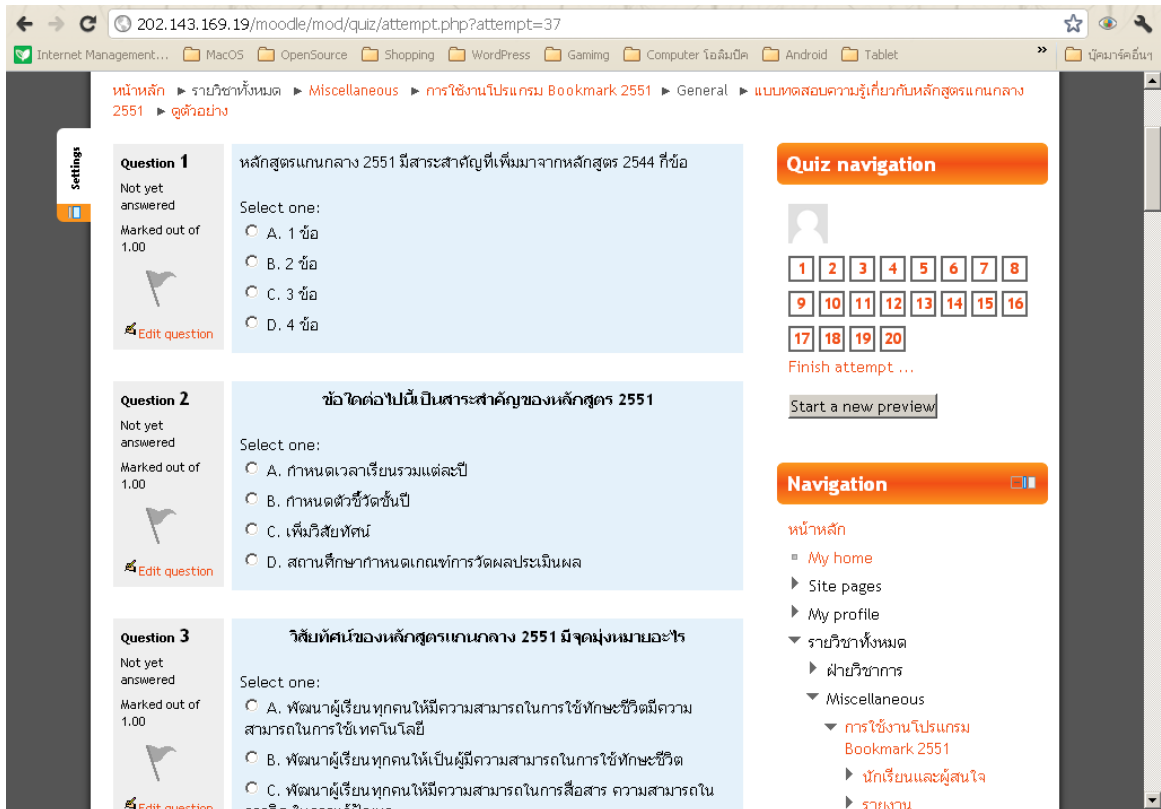 202.143.169.19/moodle/mod/quiz/attempt.php?attempt=37
Internet Management... MacOS OpenSource Shopping WordPress Gamimg Computer โอลิมปิค Android Tablet » บุ๊คมาร์คอื่นๆ
หน้าหลัก ► รายวิชาทั้งหมด ► Miscellaneous ► การใช้งานโปรแกรม Bookmark 2551 ► General ► แบบทดสอบความรู้เกี่ยวกับหลักสูตรแกนกลาง
2551 ► ดูตัวอย่าง
Settings
Question 1
Not yet
answered
Marked out of
1.00
Edit question
หลักสูตรแกนกลาง 2551 มีสาระสำคัญที่เพิ่มมาจากหลักสูตร 2544 กี่ข้อ
Select one:
A. 1 ข้อ
B. 2 ข้อ
C. 3 ข้อ
D. 4 ข้อ
Question 2
Not yet
answered
Marked out of
1.00
Edit question
ข้อใดต่อไปนี้เป็นสาระสำคัญของหลักสูตร 2551
Select one:
A. กำหนดเวลาเรียนรวมแต่ละปี
B. กำหนดตัวชี้วัดชั้นปี
C. เพิ่มวิสัยทัศน์
D. สถานศึกษากำหนดเกณฑ์การวัดผลประเมินผล
Question 3
Not yet
answered
Marked out of
1.00
Edit question
วิสัยทัศน์ของหลักสูตรแกนกลาง 2551 มีจุดมุ่งหมายอะไร
Select one:
A. พัฒนาผู้เรียนทุกคนให้มีความสามารถในการใช้ทักษะชีวิตมีความ
สามารถในการใช้เทคโนโลยี
B. พัฒนาผู้เรียนทุกคนให้เป็นผู้มีความสามารถในการใช้ทักษะชีวิต
C. พัฒนาผู้เรียนทุกคนให้มีความสามารถในการสื่อสาร ความสามารถใน
Quiz navigation
1 2 3 4 5 6 7 8
9 10 11 12 13 14 15 16
17 18 19 20
Finish attempt ...
Start a new preview
Navigation
หน้าหลัก
My home
Site pages
My profile
รายวิชาทั้งหมด
ฝ่ายวิชาการ
Miscellaneous
การใช้งานโปรแกรม
Bookmark 2551
นักเรียนและผู้สนใจ
รายงาน